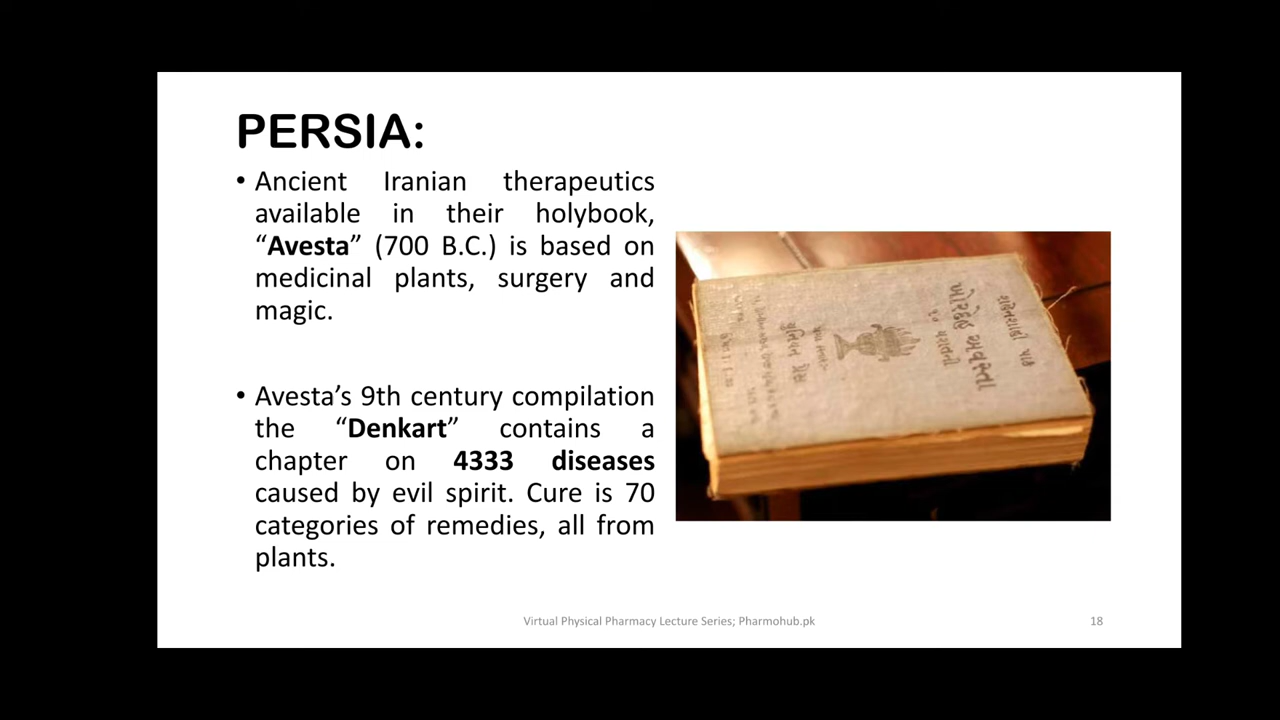 PERSIA:
• Ancient Iranian therapeutics
available in their holybook,
“Avesta” (700 B.C.) is based on
medicinal plants, surgery and
magic.
• Avesta’s 9th century compilation
the “Denkart” contains a
chapter on 4333 diseases
caused by evil spirit. Cure is 70
categories of remedies, all from
plants.
ખોરદેહ અવસ્તા
Virtual Physical Pharmacy Lecture Series; Pharmohub.pk
18